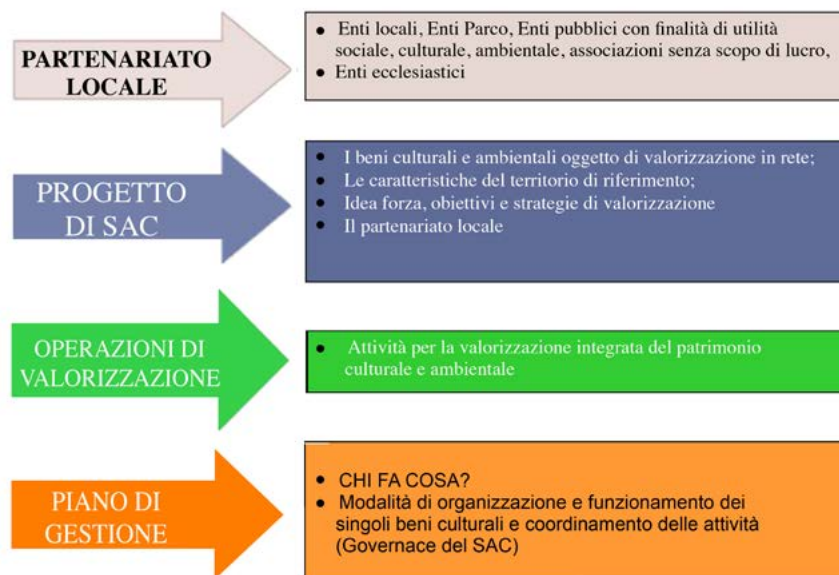 PARTENARIATO
LOCALE
● Enti locali, Enti Parco, Enti pubblici con finalità di utilità
sociale, culturale, ambientale, associazioni senza scopo di lucro,
● Enti ecclesiastici
PROGETTO
DI SAC
● I beni culturali e ambientali oggetto di valorizzazione in rete;
● Le caratteristiche del territorio di riferimento;
● Idea forza, obiettivi e strategie di valorizzazione
● Il partenariato locale
OPERAZIONI DI
VALORIZZAZIONE
● Attività per la valorizzazione integrata del patrimonio
culturale e ambientale
PIANO DI
GESTIONE
● CHI FA COSA?
● Modalità di organizzazione e funzionamento dei
singoli beni culturali e coordinamento delle attività
(Governace del SAC)